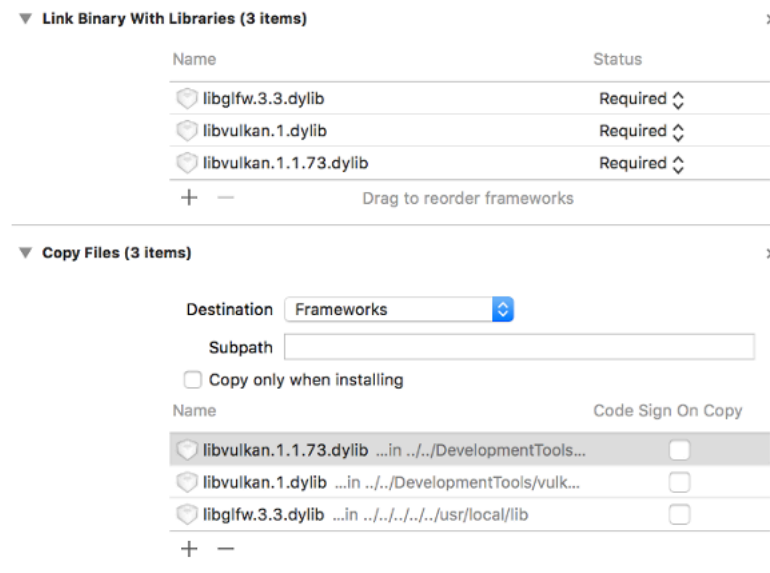 Link Binary With Libraries (3 items)
Name Status
libglfw.3.3.dylib Required
libvulkan.1.dylib Required
libvulkan.1.1.73.dylib Required
Drag to reorder frameworks
Copy Files (3 items)
Destination Frameworks
Subpath
Copy only when installing
Name Code Sign On Copy
libvulkan.1.1.73.dylib ...in ../../DevelopmentTools...
libvulkan.1.dylib ...in ../../DevelopmentTools/vulk...
libglfw.3.3.dylib ...in ../../../../../usr/local/lib